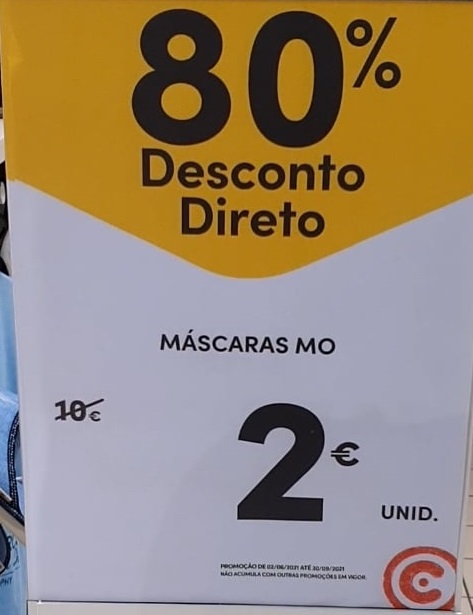 80%
Desconto
Direto
MÁSCARAS MO
10€
2€
UNID.
PROMOÇÃO DE 02/06/2021 ATÉ 30/09/2021
NÃO ACUMULA COM OUTRAS PROMOÇÕES EM VIGOR.